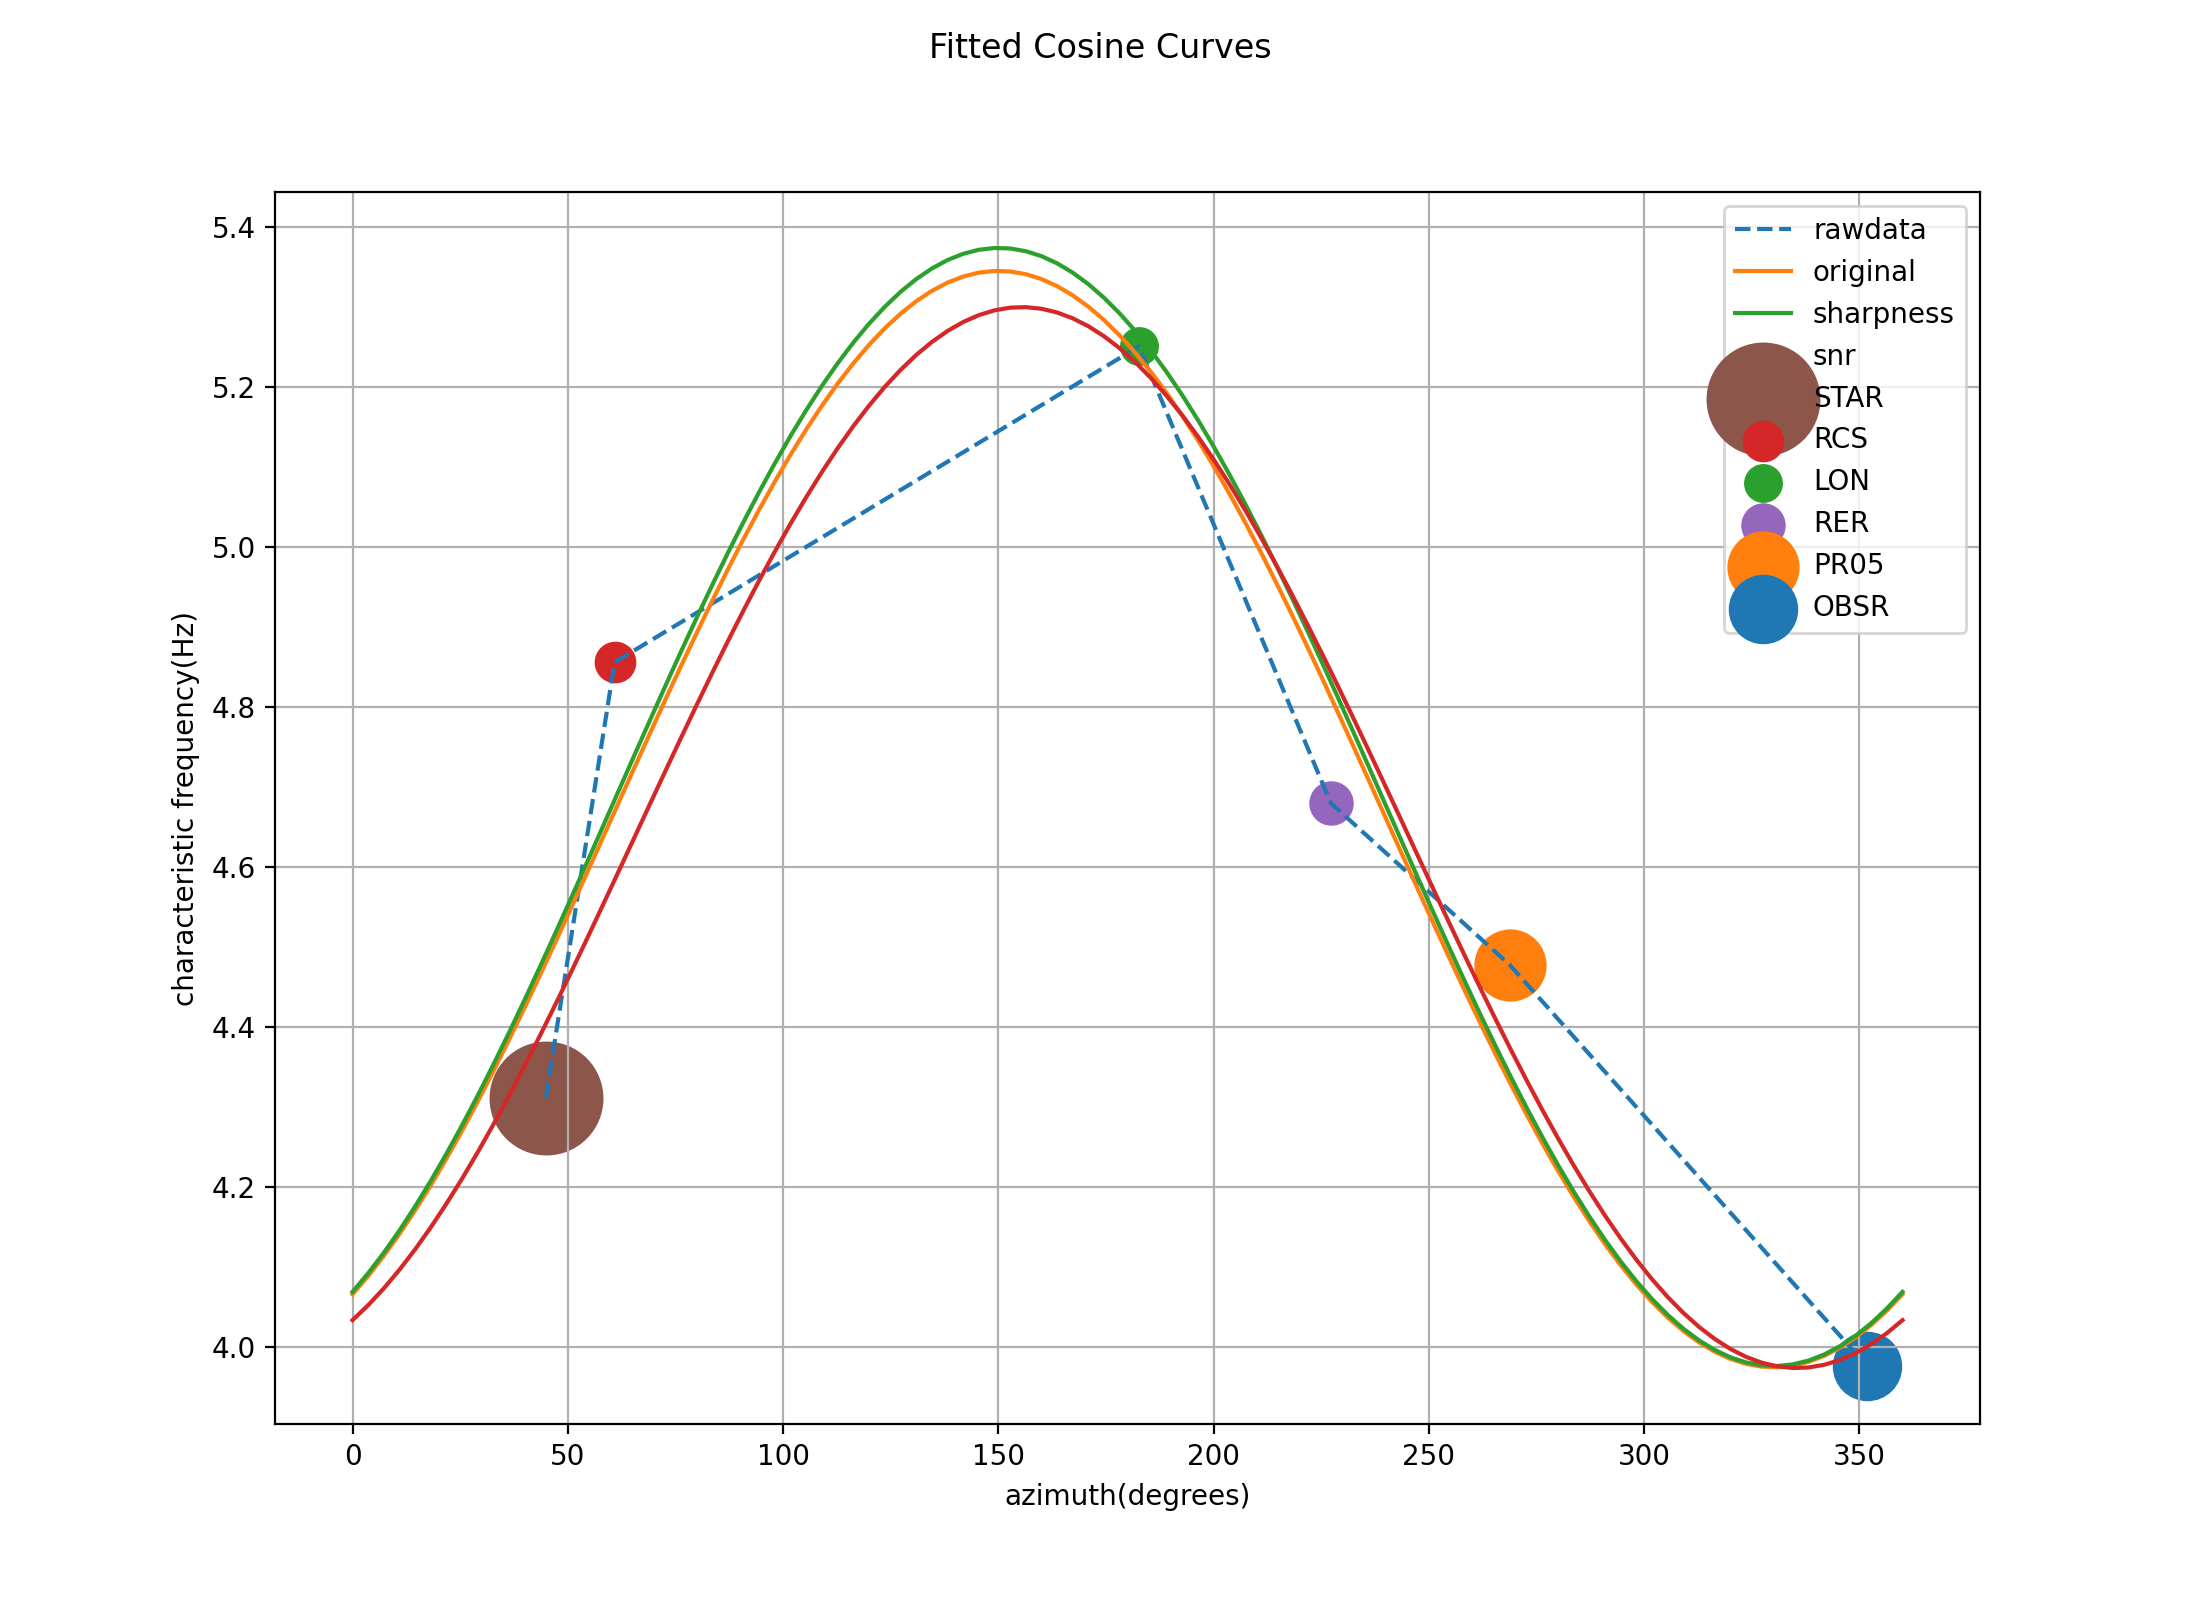 Fitted Cosine Curves
5.4
5.2
5.0
4.8
4.6
4.4
4.2
4.0
characteristic frequency(Hz)
rawdata
original
sharpness
snr
STAR
RCS
LON
RER
PR05
OBSR
0 50 100 150 200 250 300 350
azimuth(degrees)